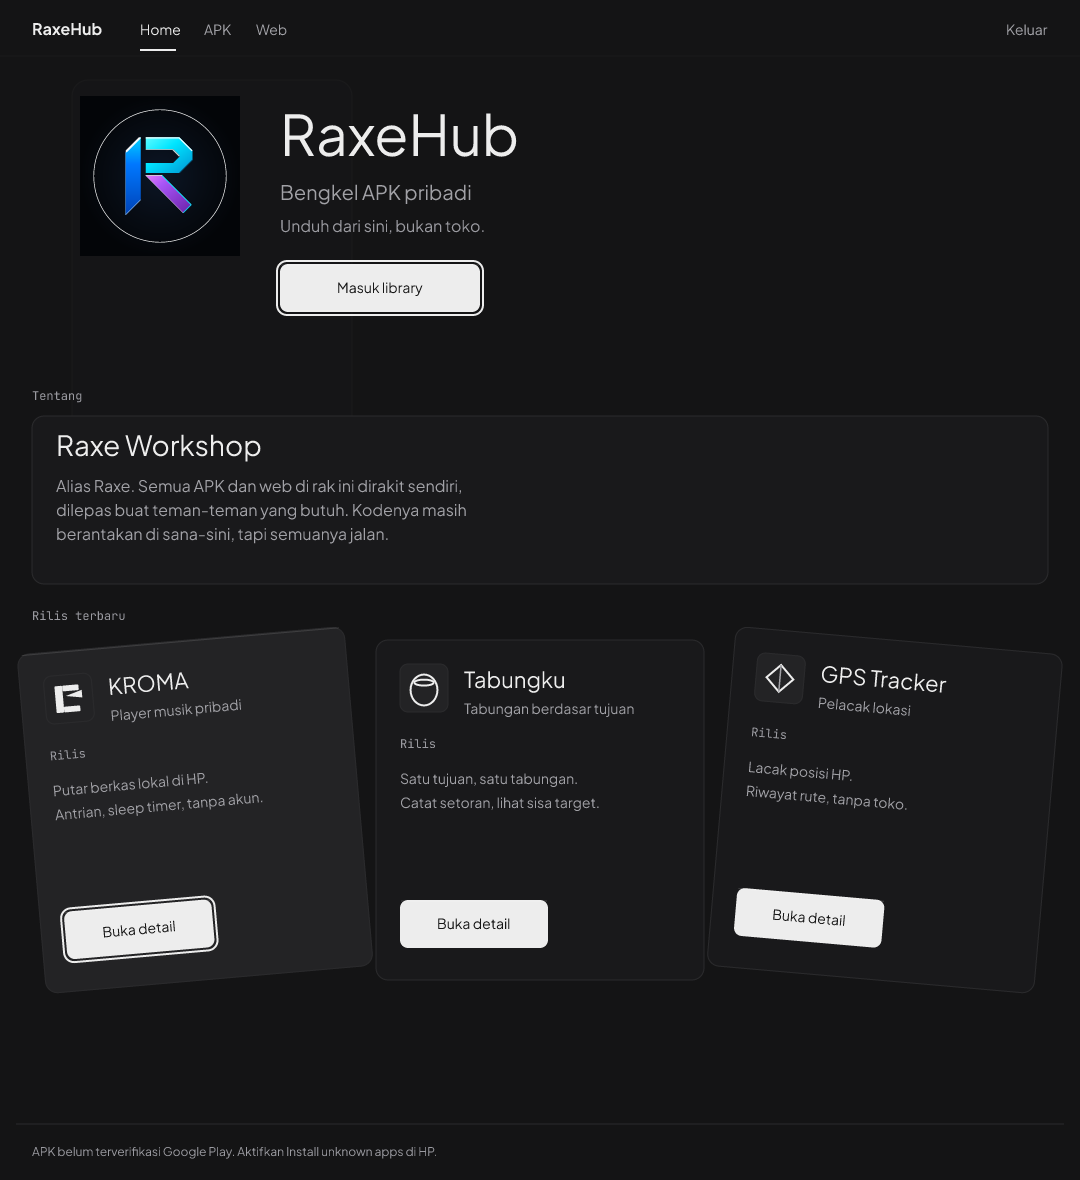 RaxeHub
Home
APK
Web
Keluar
RaxeHub
Bengkel APK pribadi
Unduh dari sini, bukan toko.
Masuk library
Tentang
Raxe Workshop
Alias Raxe. Semua APK dan web di rak ini dirakit sendiri,
dilepas buat teman-teman yang butuh. Kodenya masih
berantakan di sana-sini, tapi semuanya jalan.
Rilis terbaru
KROMA
Player musik pribadi
Rilis
Putar berkas lokal di HP.
Antrian, sleep timer, tanpa akun.
Buka detail
Tabungku
Tabungan berdasar tujuan
Rilis
Satu tujuan, satu tabungan.
Catat setoran, lihat sisa target.
Buka detail
GPS Tracker
Pelacak lokasi
Rilis
Lacak posisi HP.
Riwayat rute, tanpa toko.
Buka detail
APK belum terverifikasi Google Play. Aktifkan Install unknown apps di HP.